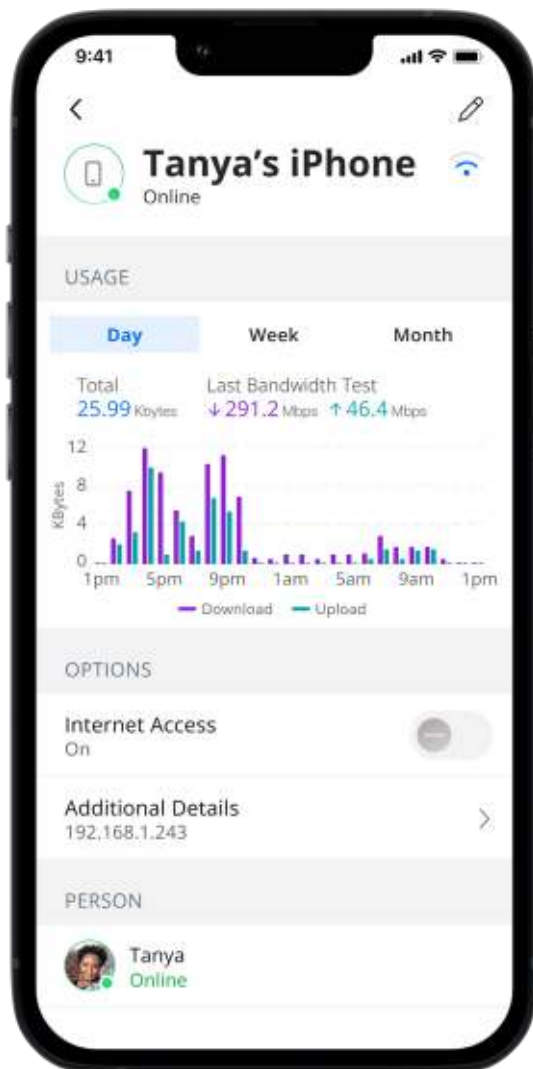 9:41
Tanya's iPhone
Online
USAGE
Day Week Month
Total Last Bandwidth Test
25.99 Kbytes ↓ 291.2 Mbps ↑ 46.4 Mbps
12
8
4
0
KBytes
1pm 5pm 9pm 1am 5am 9am 1pm
Download Upload
OPTIONS
Internet Access
On
Additional Details
192.168.1.243
PERSON
Tanya
Online